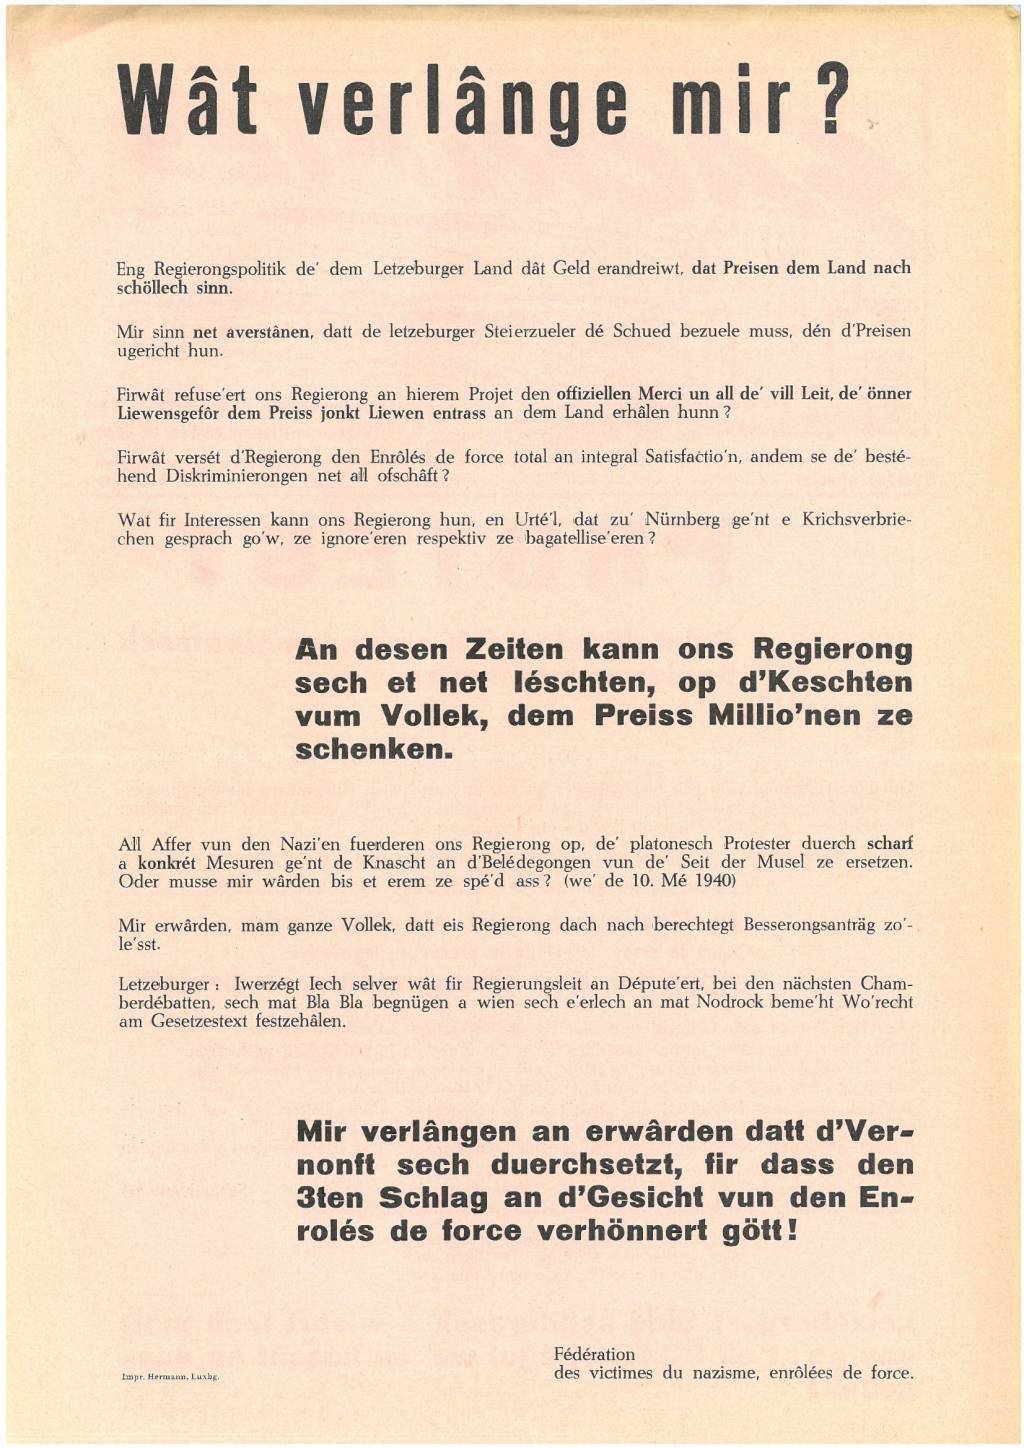 Wât verlânge mir?
Eng Regierongspolitik de' dem Letzeburger Land dât Geld erandreiwt, dat Preisen dem Land nach
schöllech sinn.
Mir sinn net averstânen, datt de letzeburger Steierzueler dé Schued bezuele muss, dén d'Preisen
ugericht hun.
Firwât refuse'ert ons Regierong an hierem Projet den offiziellen Merci un all de' vill Leit, de' önner
Liewensgefôr dem Preiss jonkt Liewen entrass an dem Land erhâlen hunn?
Firwât versét d'Regierong den Enrôlés de force total an integral Satisfactio'n, andem se de' besté-
hend Diskriminierongen net all ofschâft?
Wat fir Interessen kann ons Regierong hun, en Urté'l, dat zu' Nürnberg ge'nt e Krichsverbrie-
chen gesprach go'w, ze ignore'eren respektiv ze bagatellise'eren?
An desen Zeiten kann ons Regierong
sech et net léschten, op d'Keschten
vum Vollek, dem Preiss Millio'nen ze
schenken.
All Affer vun den Nazi'en fuerderen ons Regierong op, de' platonesch Protester duerch scharf
a konkrét Mesuren ge'nt de Knascht an d'Belédegongen vun de' Seit der Musel ze ersetzen.
Oder musse mir wârden bis et erem ze spé'd ass? (we' de 10. Mé 1940)
Mir erwârden, mam ganze Vollek, datt eis Regierong dach nach berechtegt Besserongsanträg zo'-
le'sst.
Letzeburger: Iwerzégt Iech selver wât fir Regierungsleit an Députe'ert, bei den nächsten Cham-
berdébatten, sech mat Bla Bla begnügen a wien sech e'erlech an mat Nodrock beme'ht Wo'recht
am Gesetzestext festzehâlen.
Mir verlângen an erwârden datt d'Ver-
nonft sech duerchsetzt, fir dass den
3ten Schlag an d'Gesicht vun den En-
rolés de force verhönnert gött!
Fédération
des victimes du nazisme, enrôlées de force.
Impr. Hermann, Luxbg.